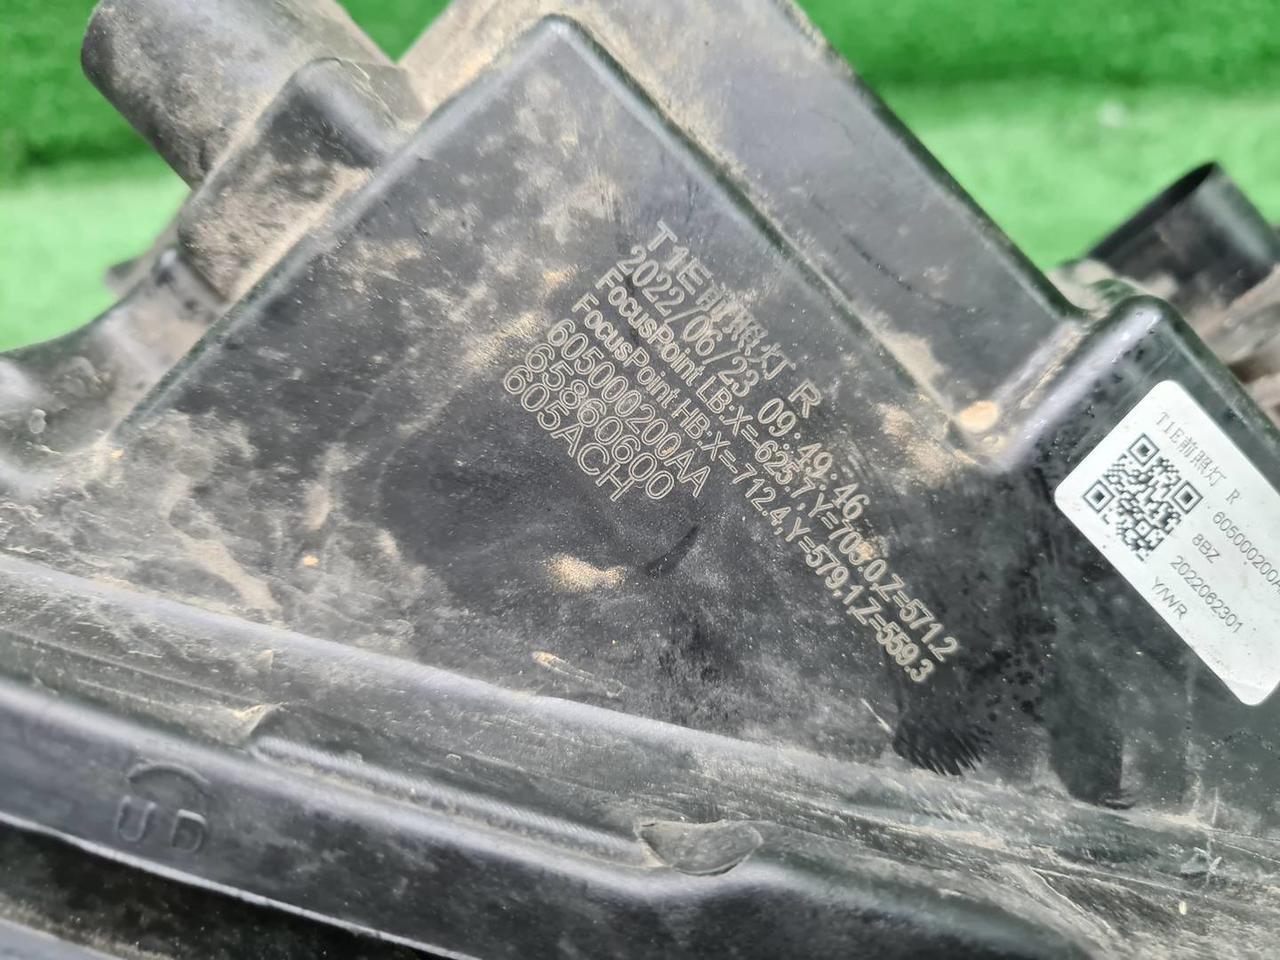 T1E前照灯 R
2022/06/23 09:49:46
FocusPoint LB:X=-625.7,Y=703.0,Z=571.2
FocusPoint HB:X=-712.4,Y=579.1,Z=559.3
605000200AA
65860600
605ACH
T1E前照灯 R
605000200A
8BZ
2022062301
Y/WR
U D